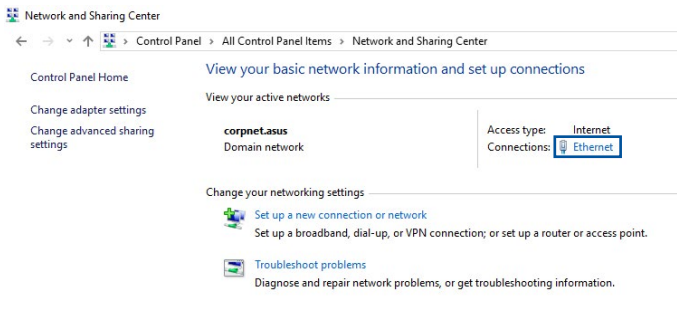 Network and Sharing Center
Control Panel > All Control Panel Items > Network and Sharing Center
Control Panel Home
Change adapter settings
Change advanced sharing
settings
View your basic network information and set up connections
View your active networks
corpnet.asus
Domain network
Access type: Internet
Connections: Ethernet
Change your networking settings
Set up a new connection or network
Set up a broadband, dial-up, or VPN connection; or set up a router or access point.
Troubleshoot problems
Diagnose and repair network problems, or get troubleshooting information.